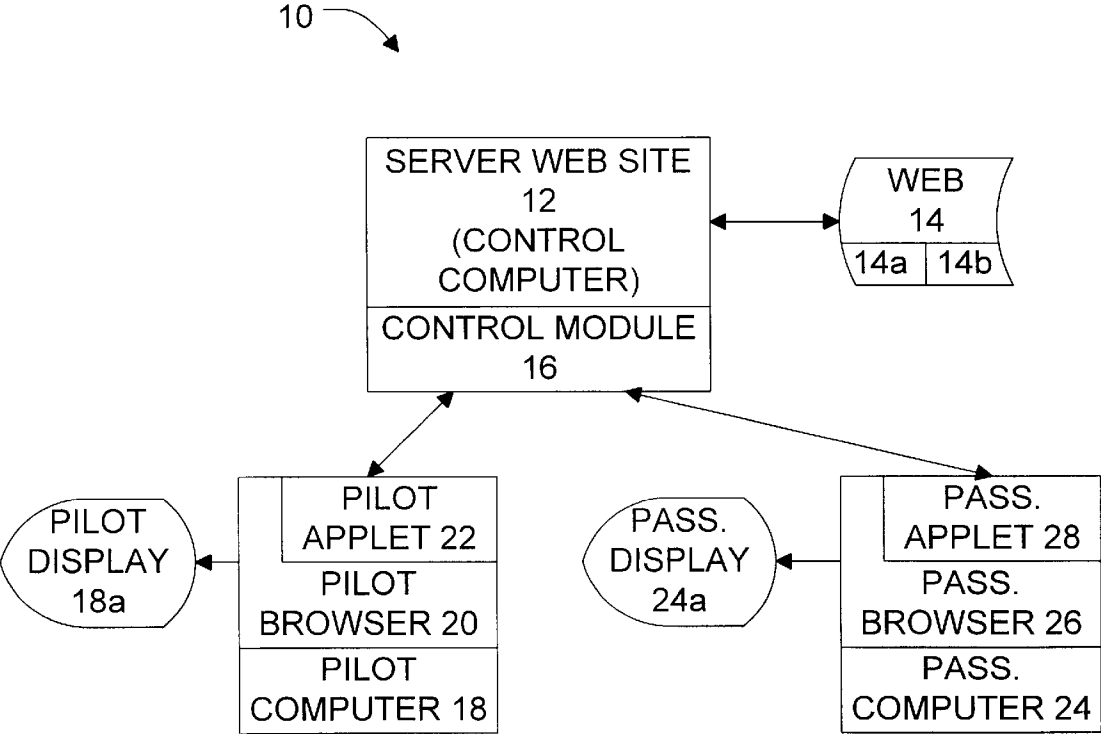 10
SERVER WEB SITE
12
(CONTROL
COMPUTER)
CONTROL MODULE
16
WEB
14
14a
14b
PILOT
DISPLAY
18a
PILOT
APPLET 22
PILOT
BROWSER 20
PILOT
COMPUTER 18
PASS.
DISPLAY
24a
PASS.
APPLET 28
PASS.
BROWSER 26
PASS.
COMPUTER 24